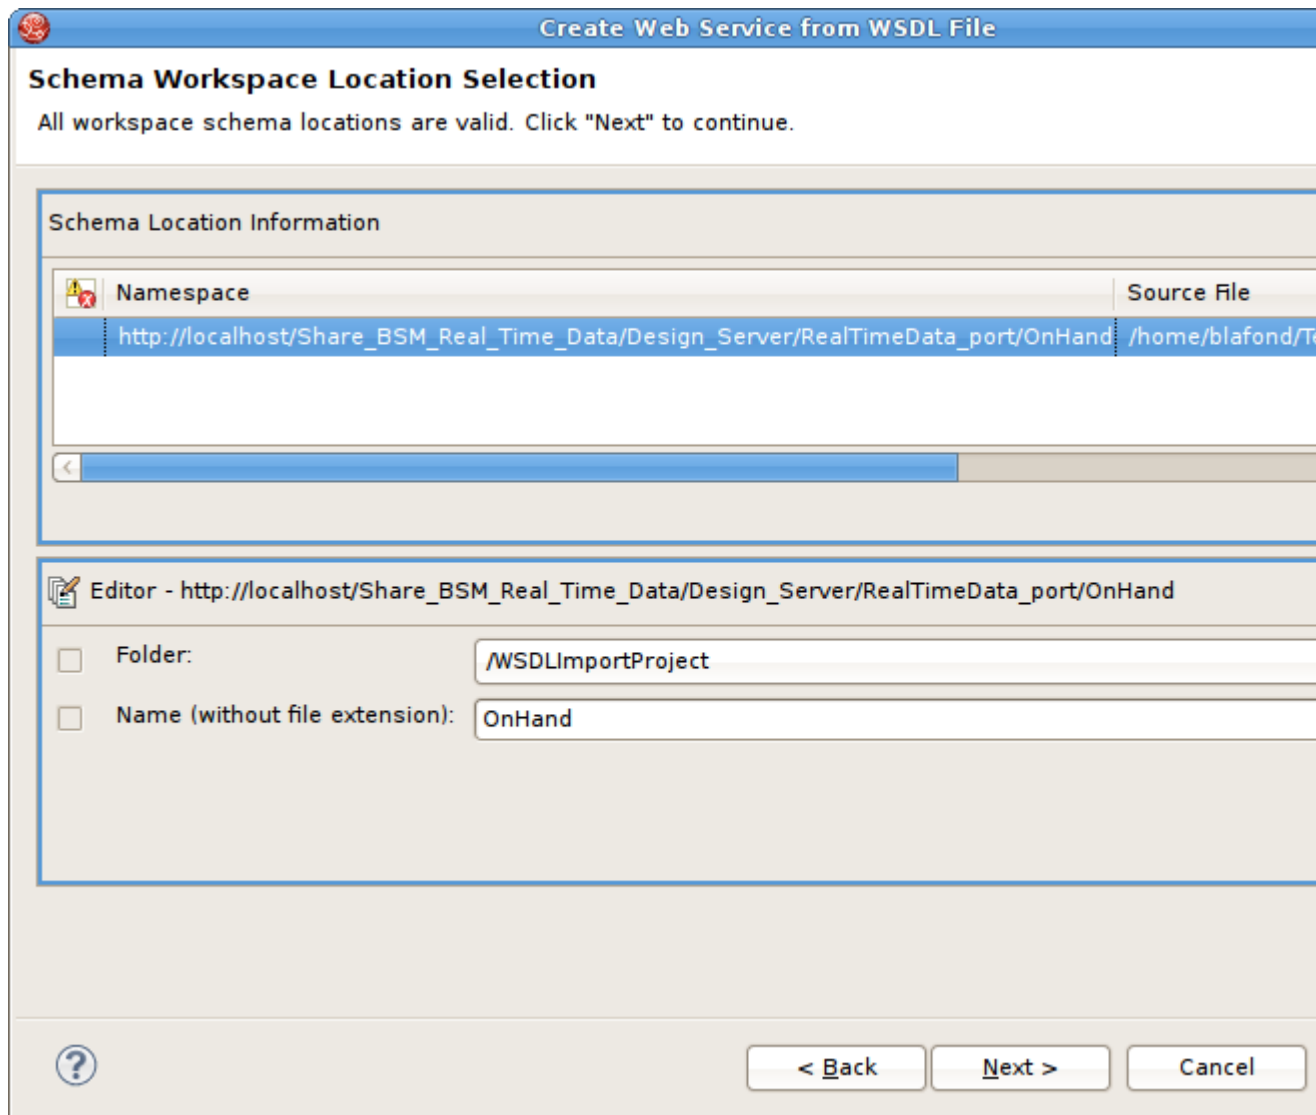 Create Web Service from WSDL File
Schema Workspace Location Selection
All workspace schema locations are valid. Click "Next" to continue.
Schema Location Information
Namespace Source File
http://localhost/Share_BSM_Real_Time_Data/Design_Server/RealTimeData_port/OnHand /home/blafond/Te
Editor - http://localhost/Share_BSM_Real_Time_Data/Design_Server/RealTimeData_port/OnHand
Folder: /WSDLImportProject
Name (without file extension): OnHand
< Back Next > Cancel